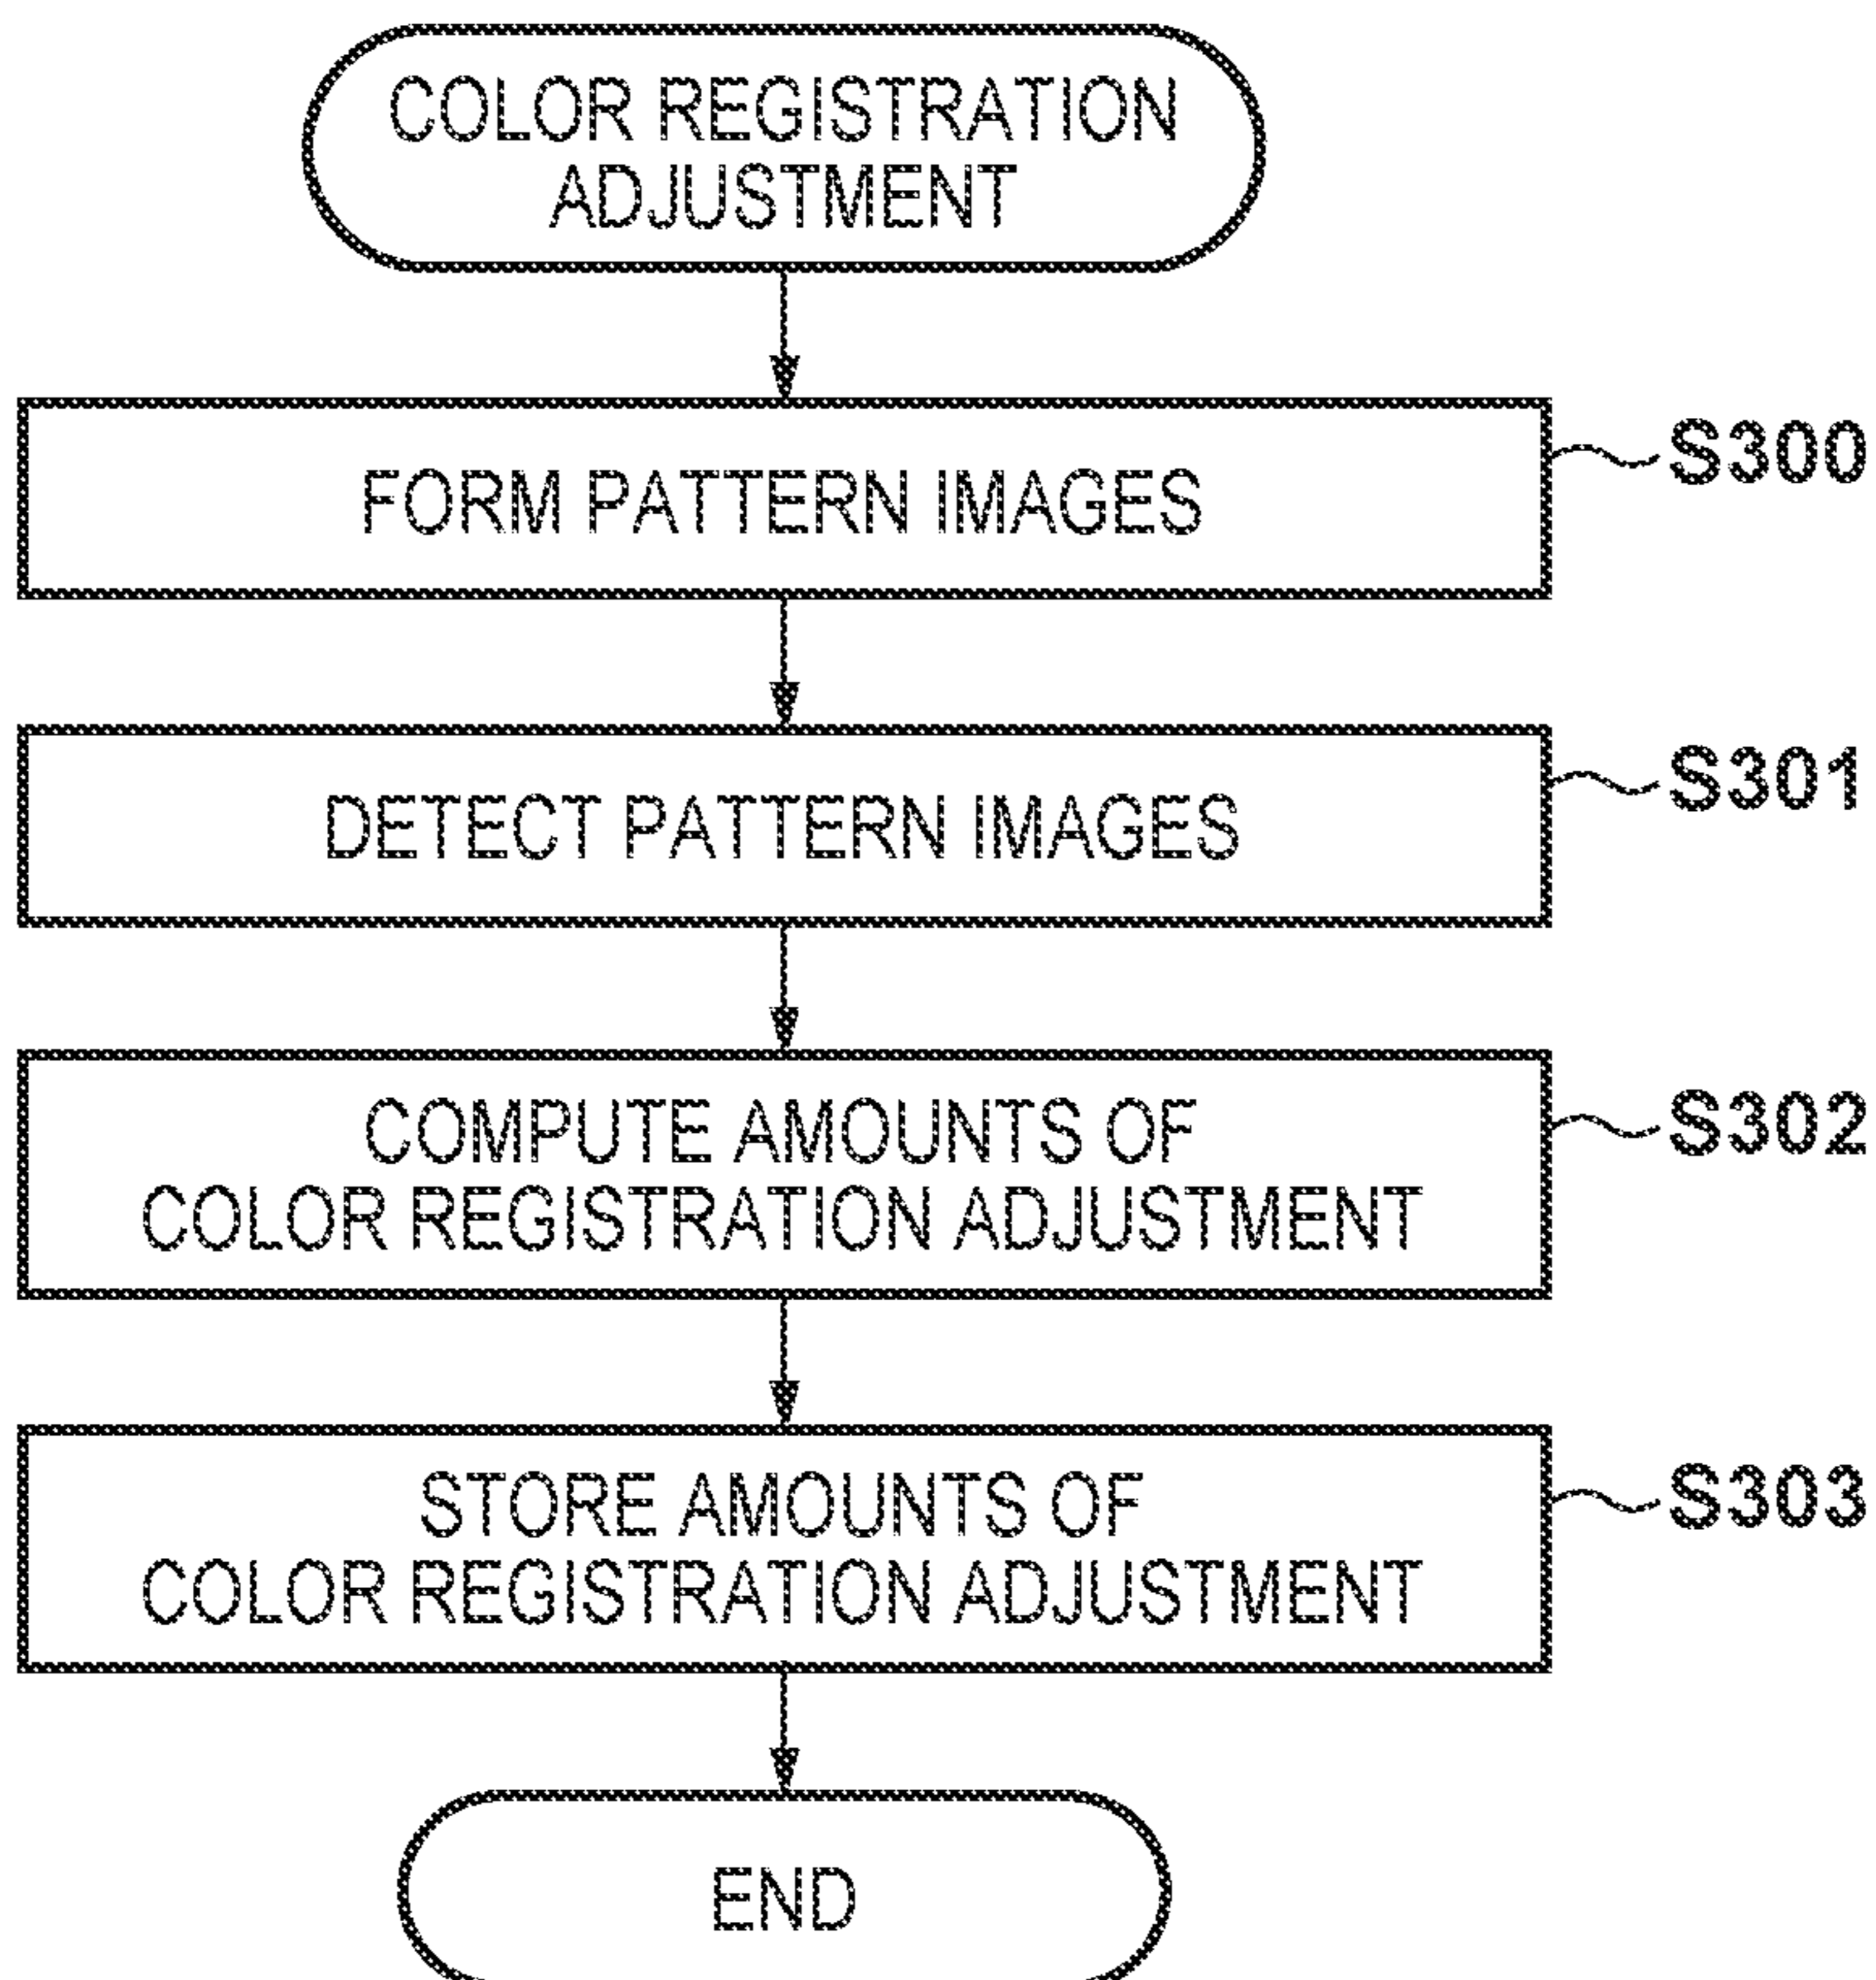 COLOR REGISTRATION
ADJUSTMENT
FORM PATTERN IMAGES
S300
DETECT PATTERN IMAGES
S301
COMPUTE AMOUNTS OF
COLOR REGISTRATION ADJUSTMENT
S302
STORE AMOUNTS OF
COLOR REGISTRATION ADJUSTMENT
S303
END